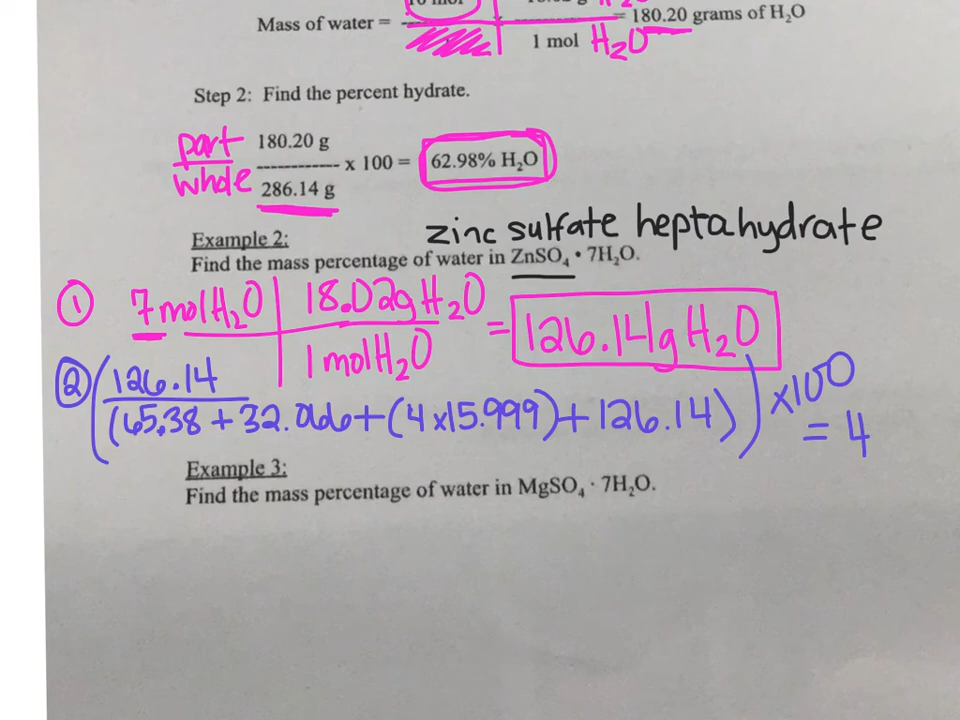 Mass of water = 180.20 grams of H₂O
1 mol H₂O
Step 2: Find the percent hydrate.
part 180.20 g
------------ x 100 = 62.98% H₂O
whole 286.14 g
zinc sulfate heptahydrate
Example 2:
Find the mass percentage of water in ZnSO₄ • 7H₂O.
① 7 mol H₂O | 18.02g H₂O
= 126.14g H₂O
1 mol H₂O
② (126.14
(65.38 + 32.066 + (4 x 15.999) + 126.14)) x 100
= 4
Example 3:
Find the mass percentage of water in MgSO₄ · 7H₂O.